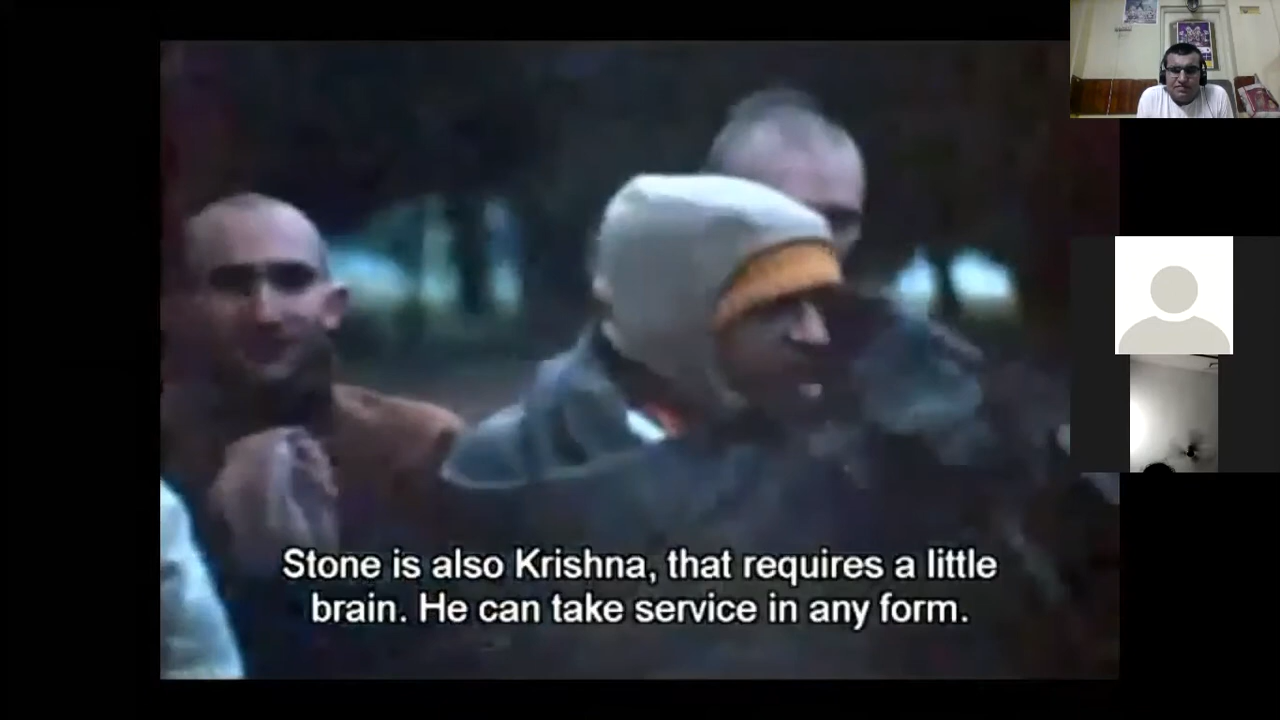 Stone is also Krishna, that requires a little
brain. He can take service in any form.